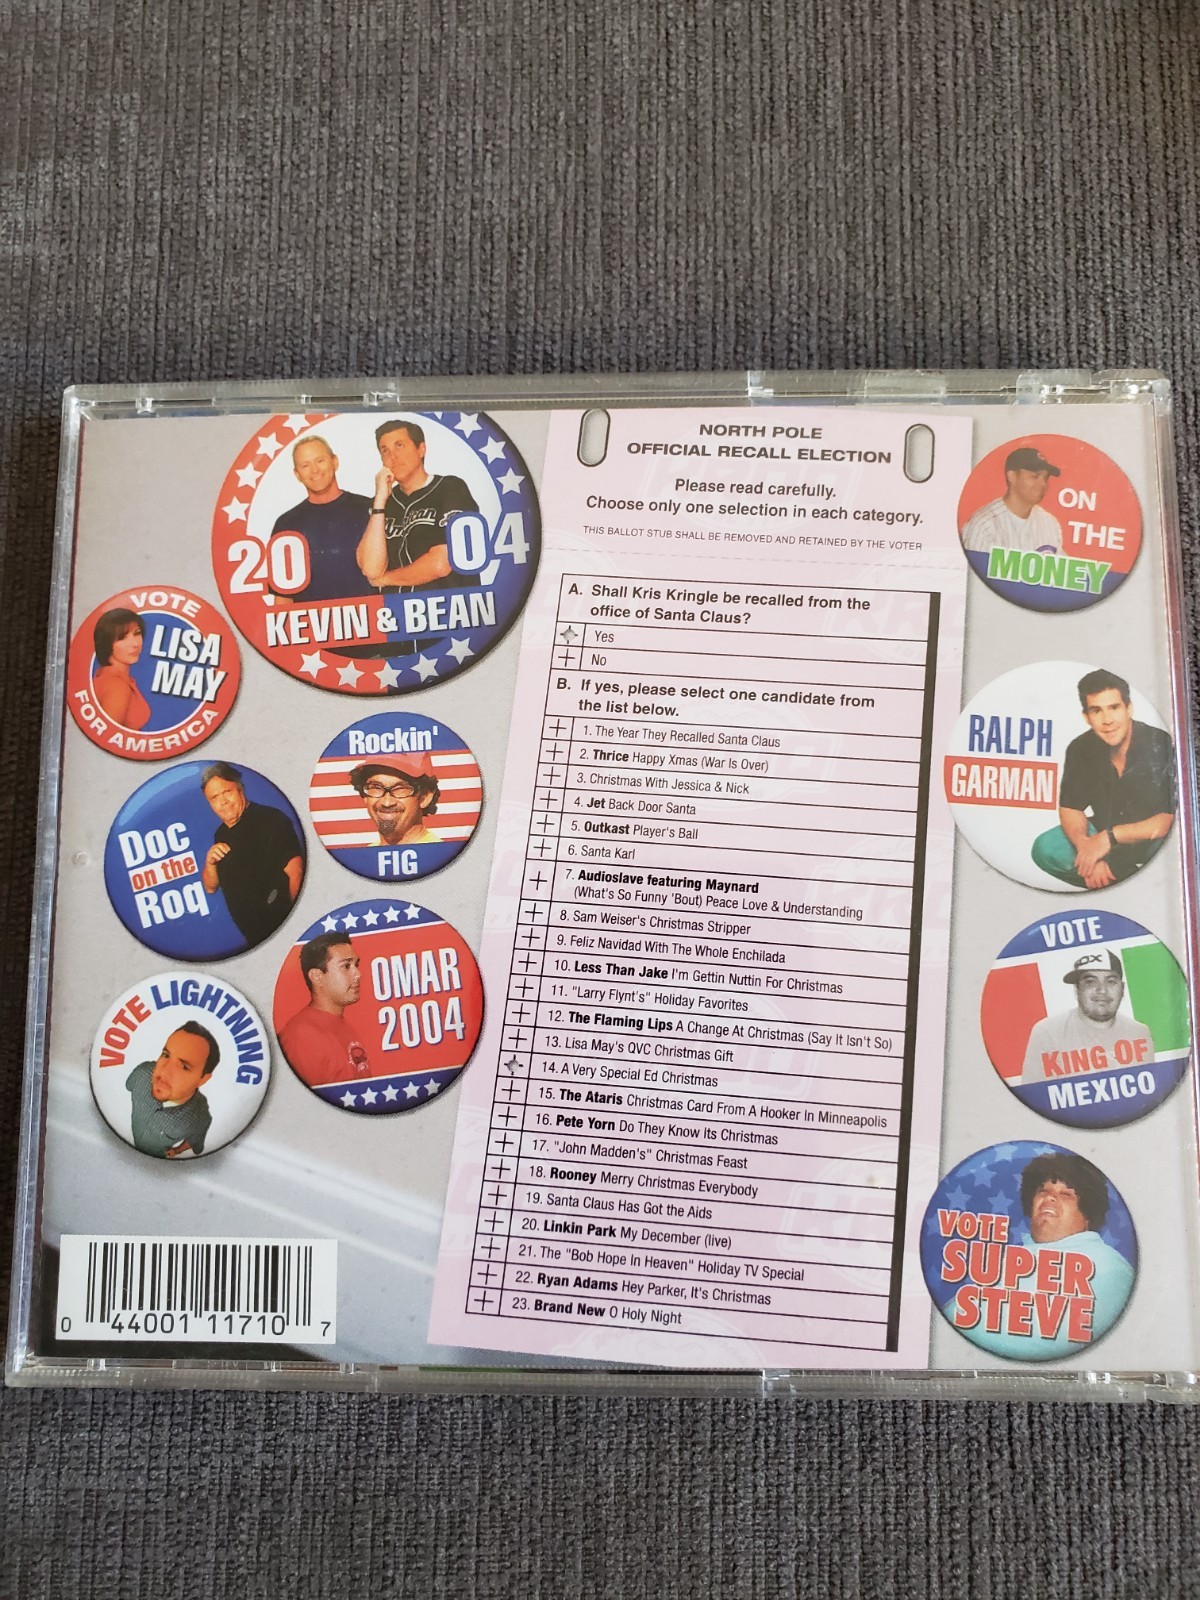 20 04
KEVIN & BEAN
VOTE
LISA
MAY
FOR AMERICA
Rockin'
FIG
Doc
on the
Roq
OMAR
2004
VOTE LIGHTNING
0 44001 11710 7
NORTH POLE
OFFICIAL RECALL ELECTION
Please read carefully.
Choose only one selection in each category.
THIS BALLOT STUB SHALL BE REMOVED AND RETAINED BY THE VOTER
A. Shall Kris Kringle be recalled from the
office of Santa Claus?
Yes
No
B. If yes, please select one candidate from
the list below.
1. The Year They Recalled Santa Claus
2. Thrice Happy Xmas (War Is Over)
3. Christmas With Jessica & Nick
4. Jet Back Door Santa
5. Outkast Player's Ball
6. Santa Karl
7. Audioslave featuring Maynard
(What's So Funny 'Bout) Peace Love & Understanding
8. Sam Weiser's Christmas Stripper
9. Feliz Navidad With The Whole Enchilada
10. Less Than Jake I'm Gettin Nuttin For Christmas
11. "Larry Flynt's" Holiday Favorites
12. The Flaming Lips A Change At Christmas (Say It Isn't So)
13. Lisa May's QVC Christmas Gift
14. A Very Special Ed Christmas
15. The Ataris Christmas Card From A Hooker In Minneapolis
16. Pete Yorn Do They Know Its Christmas
17. "John Madden's" Christmas Feast
18. Rooney Merry Christmas Everybody
19. Santa Claus Has Got the Aids
20. Linkin Park My December (live)
21. The "Bob Hope In Heaven" Holiday TV Special
22. Ryan Adams Hey Parker, It's Christmas
23. Brand New O Holy Night
ON
THE
MONEY
RALPH
GARMAN
VOTE
KING OF
MEXICO
VOTE
SUPER
STEVE